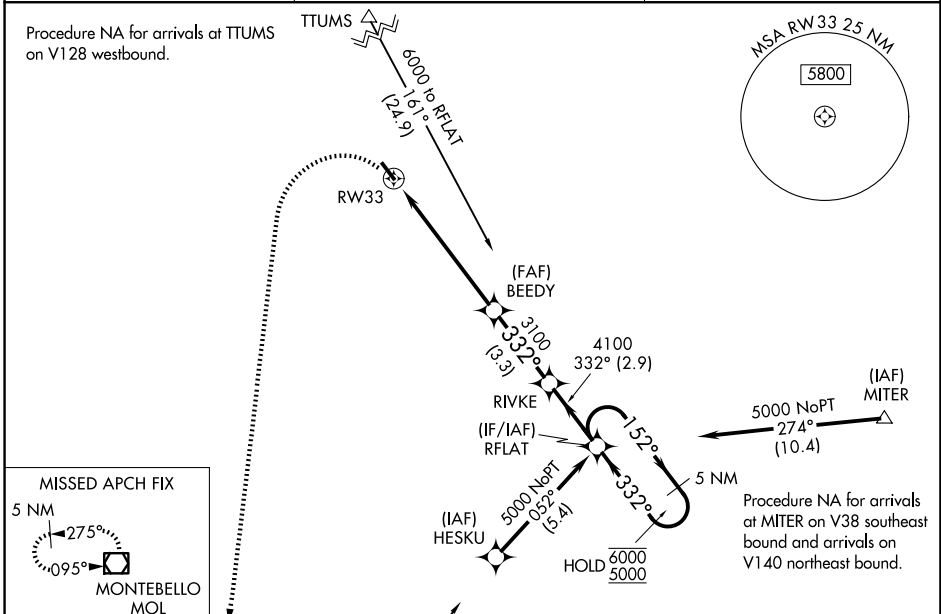 Procedure NA for arrivals at TTUMS
on V128 westbound.
TTUMS
6000 to RFLAT
161°
(24.9)
MSA RW33 25 NM
5800
RW33
(FAF)
BEEDY
3100
332°
(3.3)
4100
332° (2.9)
RIVKE
(IAF)
MITER
5000 NoPT
274°
(10.4)
(IF/IAF)
RFLAT
152°
332°
5 NM
5000 NoPT
052°
(5.4)
(IAF)
HESKU
HOLD
6000
5000
Procedure NA for arrivals
at MITER on V38 southeast
bound and arrivals on
V140 northeast bound.
MISSED APCH FIX
5 NM
275°
095°
MONTEBELLO
MOL